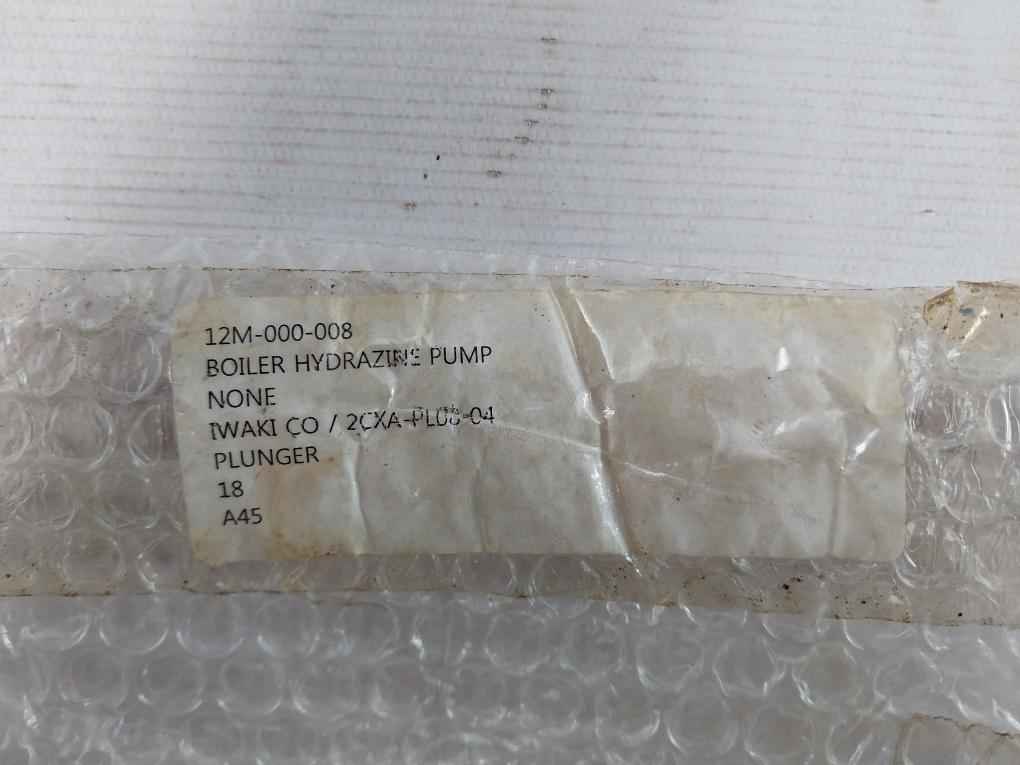 12M-000-008
BOILER HYDRAZINE PUMP
NONE
IWAKI CO / 2CXA-PL08-04
PLUNGER
18
A45